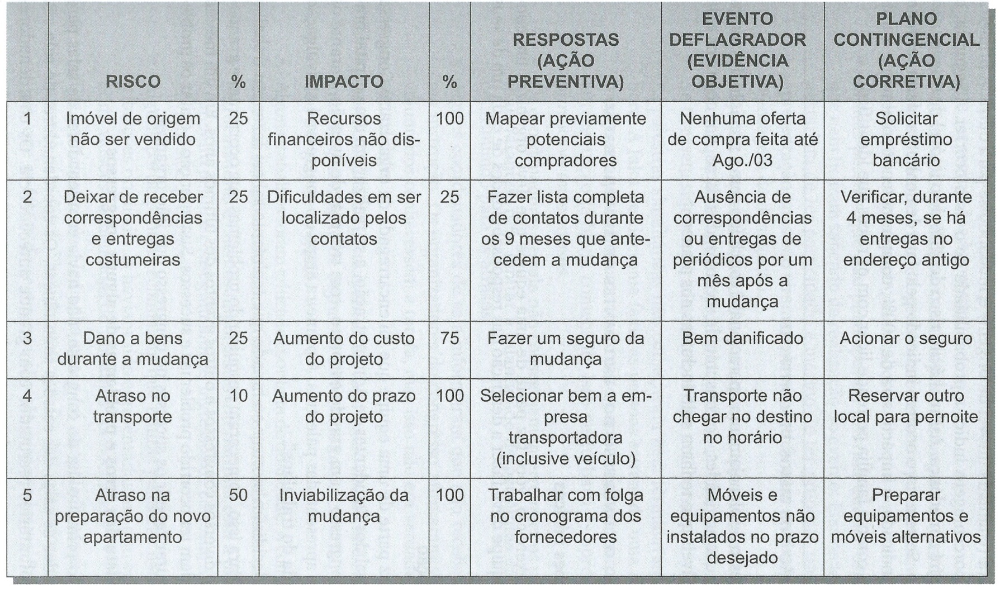 RISCO
%
IMPACTO
%
RESPOSTAS
(AÇÃO
PREVENTIVA)
EVENTO
DEFLAGRADOR
(EVIDÊNCIA
OBJETIVA)
PLANO
CONTINGENCIAL
(AÇÃO
CORRETIVA)
1
Imóvel de origem
não ser vendido
25
Recursos
financeiros não dis-
poníveis
100
Mapear previamente
potenciais
compradores
Nenhuma oferta
de compra feita até
Ago./03
Solicitar
empréstimo
bancário
2
Deixar de receber
correspondências
e entregas
costumeiras
25
Dificuldades em ser
localizado pelos
contatos
25
Fazer lista completa
de contatos durante
os 9 meses que ante-
cedem a mudança
Ausência de
correspondências
ou entregas de
periódicos por um
mês após a
mudança
Verificar, durante
4 meses, se há
entregas no
endereço antigo
3
Dano a bens
durante a mudança
25
Aumento do custo
do projeto
75
Fazer um seguro da
mudança
Bem danificado
Acionar o seguro
4
Atraso no
transporte
10
Aumento do prazo
do projeto
100
Selecionar bem a em-
presa
transportadora
(inclusive veículo)
Transporte não
chegar no destino
no horário
Reservar outro
local para pernoite
5
Atraso na
preparação do novo
apartamento
50
Inviabilização da
mudança
100
Trabalhar com folga
no cronograma dos
fornecedores
Móveis e
equipamentos não
instalados no prazo
desejado
Preparar
equipamentos e
móveis alternativos